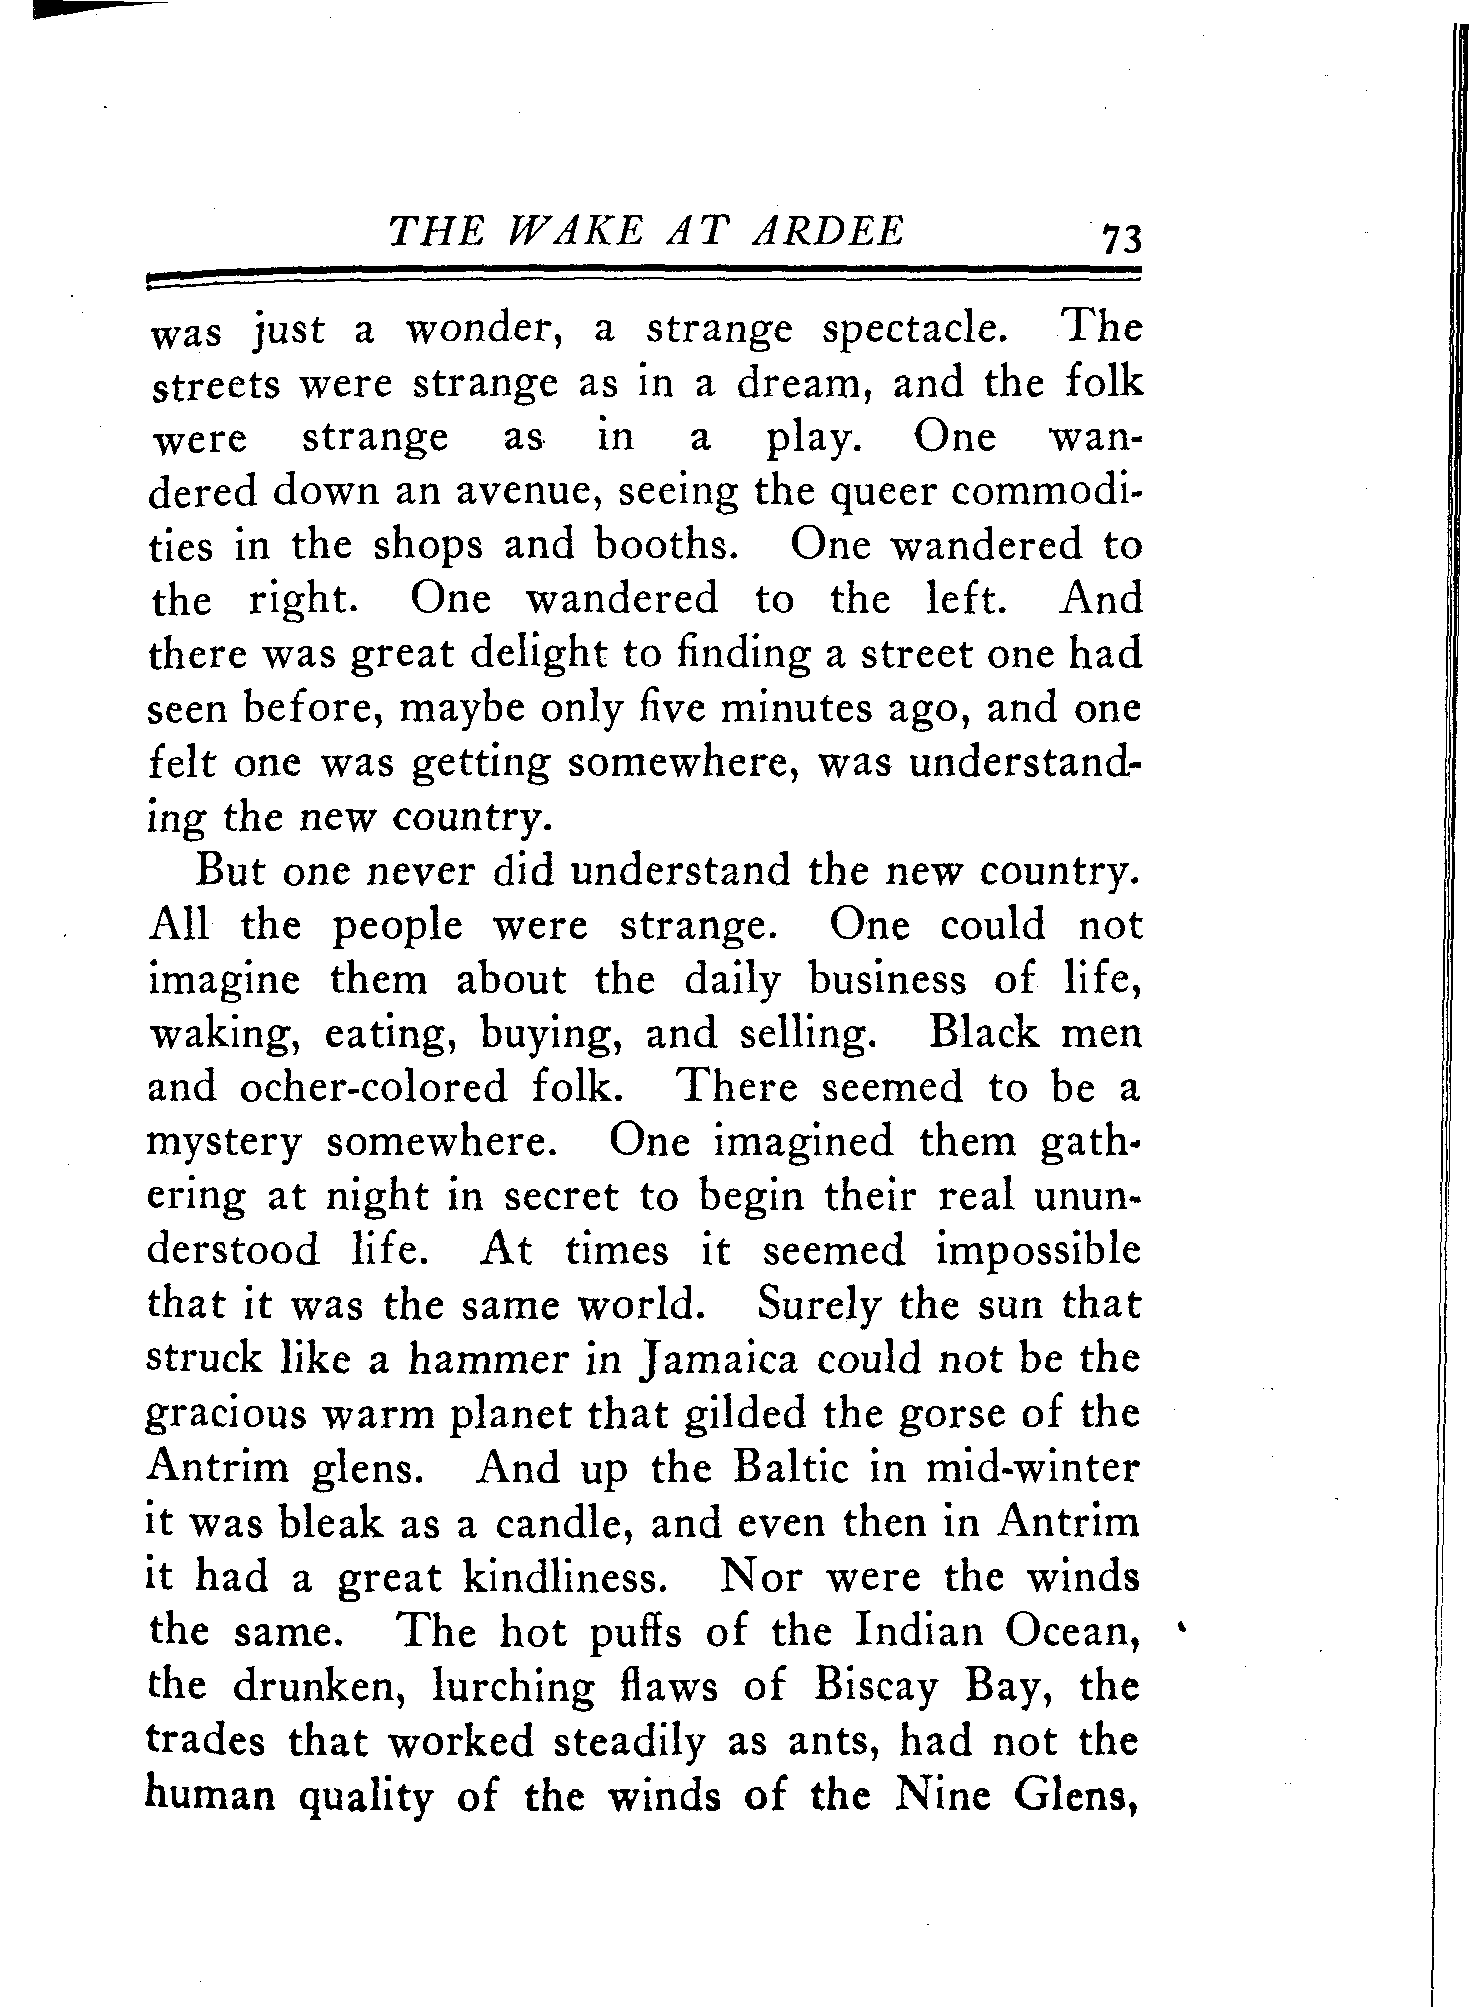 THE WAKE AT ARDEE 73
was just a wonder, a strange spectacle. The
streets were strange as in a dream, and the folk
were strange as in a play. One wan-
dered down an avenue, seeing the queer commodi-
ties in the shops and booths. One wandered to
the right. One wandered to the left. And
there was great delight to finding a street one had
seen before, maybe only five minutes ago, and one
felt one was getting somewhere, was understand-
ing the new country.
But one never did understand the new country.
All the people were strange. One could not
imagine them about the daily business of life,
waking, eating, buying, and selling. Black men
and ocher-colored folk. There seemed to be a
mystery somewhere. One imagined them gath-
ering at night in secret to begin their real unun-
derstood life. At times it seemed impossible
that it was the same world. Surely the sun that
struck like a hammer in Jamaica could not be the
gracious warm planet that gilded the gorse of the
Antrim glens. And up the Baltic in mid-winter
it was bleak as a candle, and even then in Antrim
it had a great kindliness. Nor were the winds
the same. The hot puffs of the Indian Ocean,
the drunken, lurching flaws of Biscay Bay, the
trades that worked steadily as ants, had not the
human quality of the winds of the Nine Glens,